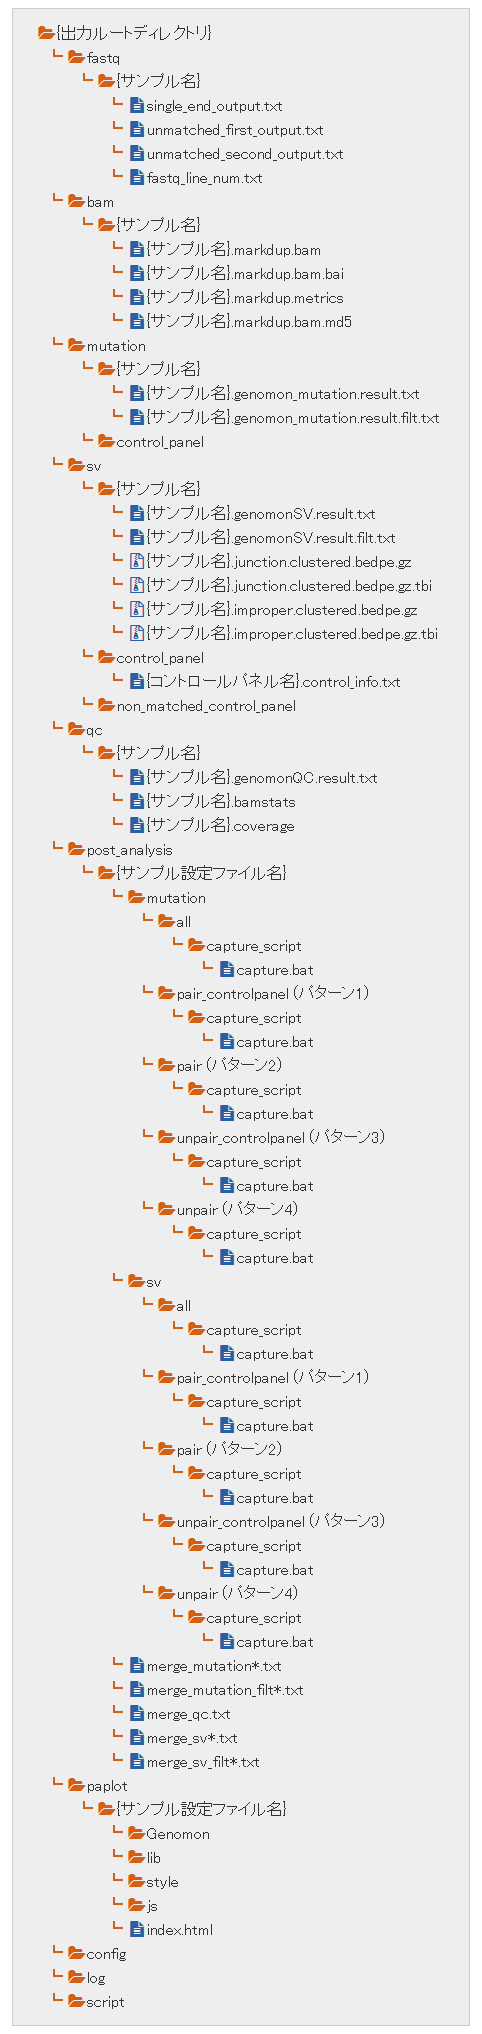 {出力ルートディレクトリ}
fastq
{サンプル名}
single_end_output.txt
unmatched_first_output.txt
unmatched_second_output.txt
fastq_line_num.txt
bam
{サンプル名}
{サンプル名}.markdup.bam
{サンプル名}.markdup.bam.bai
{サンプル名}.markdup.metrics
{サンプル名}.markdup.bam.md5
mutation
{サンプル名}
{サンプル名}.genomon_mutation.result.txt
{サンプル名}.genomon_mutation.result.filt.txt
control_panel
sv
{サンプル名}
{サンプル名}.genomonSV.result.txt
{サンプル名}.genomonSV.result.filt.txt
{サンプル名}.junction.clustered.bedpe.gz
{サンプル名}.junction.clustered.bedpe.gz.tbi
{サンプル名}.improper.clustered.bedpe.gz
{サンプル名}.improper.clustered.bedpe.gz.tbi
control_panel
{コントロールパネル名}.control_info.txt
non_matched_control_panel
qc
{サンプル名}
{サンプル名}.genomonQC.result.txt
{サンプル名}.bamstats
{サンプル名}.coverage
post_analysis
{サンプル設定ファイル名}
mutation
all
capture_script
capture.bat
pair_controlpanel (パターン1)
capture_script
capture.bat
pair (パターン2)
capture_script
capture.bat
unpair_controlpanel (パターン3)
capture_script
capture.bat
unpair (パターン4)
capture_script
capture.bat
sv
all
capture_script
capture.bat
pair_controlpanel (パターン1)
capture_script
capture.bat
pair (パターン2)
capture_script
capture.bat
unpair_controlpanel (パターン3)
capture_script
capture.bat
unpair (パターン4)
capture_script
capture.bat
merge_mutation*.txt
merge_mutation_filt*.txt
merge_qc.txt
merge_sv*.txt
merge_sv_filt*.txt
paplot
{サンプル設定ファイル名}
Genomon
lib
style
js
index.html
config
log
script